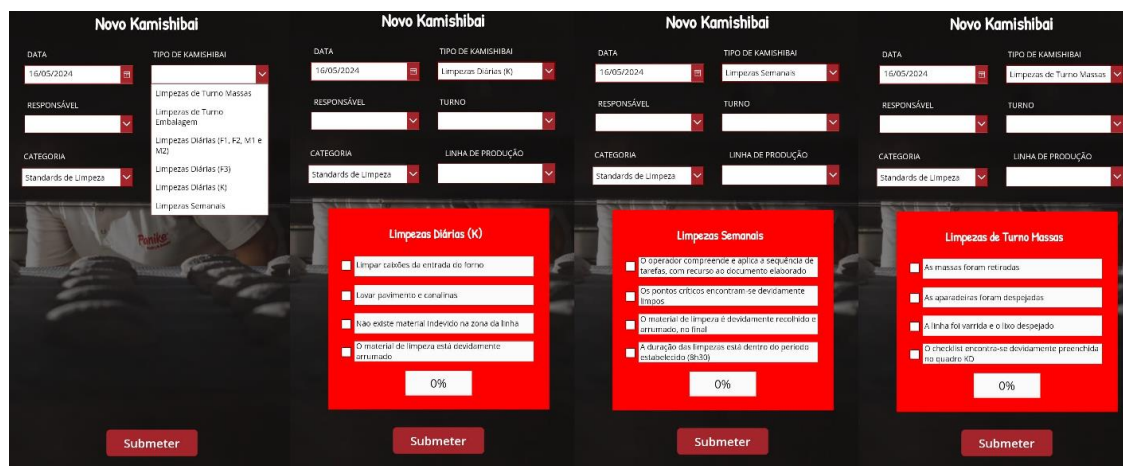 Novo Kamishibai
DATA
TIPO DE KAMISHIBAI
16/05/2024
Limpezas de Turno Massas
Limpezas de Turno
Embalagem
Limpezas Diárias (F1, F2, M1 e
M2)
Limpezas Diárias (F3)
Limpezas Diárias (K)
Limpezas Semanais
RESPONSÁVEL
CATEGORIA
Standards de Limpeza
Panike
Submeter
Novo Kamishibai
DATA
TIPO DE KAMISHIBAI
16/05/2024
Limpezas Diárias (K)
RESPONSÁVEL
TURNO
CATEGORIA
LINHA DE PRODUÇÃO
Standards de Limpeza
Limpezas Diárias (K)
Limpar caixões da entrada do forno
Lavar pavimento e canalinas
Não existe material indevido na zona da linha
O material de limpeza está devidamente
arrumado
0%
Submeter
Novo Kamishibai
DATA
TIPO DE KAMISHIBAI
16/05/2024
Limpezas Semanais
RESPONSÁVEL
TURNO
CATEGORIA
LINHA DE PRODUÇÃO
Standards de Limpeza
Limpezas Semanais
O operador compreende e aplica a sequência de
tarefas, com recurso ao documento elaborado
Os pontos críticos encontram-se devidamente
limpos
O material de limpeza é devidamente recolhido e
arrumado, no final
A duração das limpezas está dentro do período
estabelecido (8h30)
0%
Submeter
Novo Kamishibai
DATA
TIPO DE KAMISHIBAI
16/05/2024
Limpezas de Turno Massas
RESPONSÁVEL
TURNO
CATEGORIA
LINHA DE PRODUÇÃO
Standards de Limpeza
Limpezas de Turno Massas
As massas foram retiradas
As aparadeiras foram despejadas
A linha foi varrida e o lixo despejado
O checklist encontra-se devidamente preenchida
no quadro KD
0%
Submeter